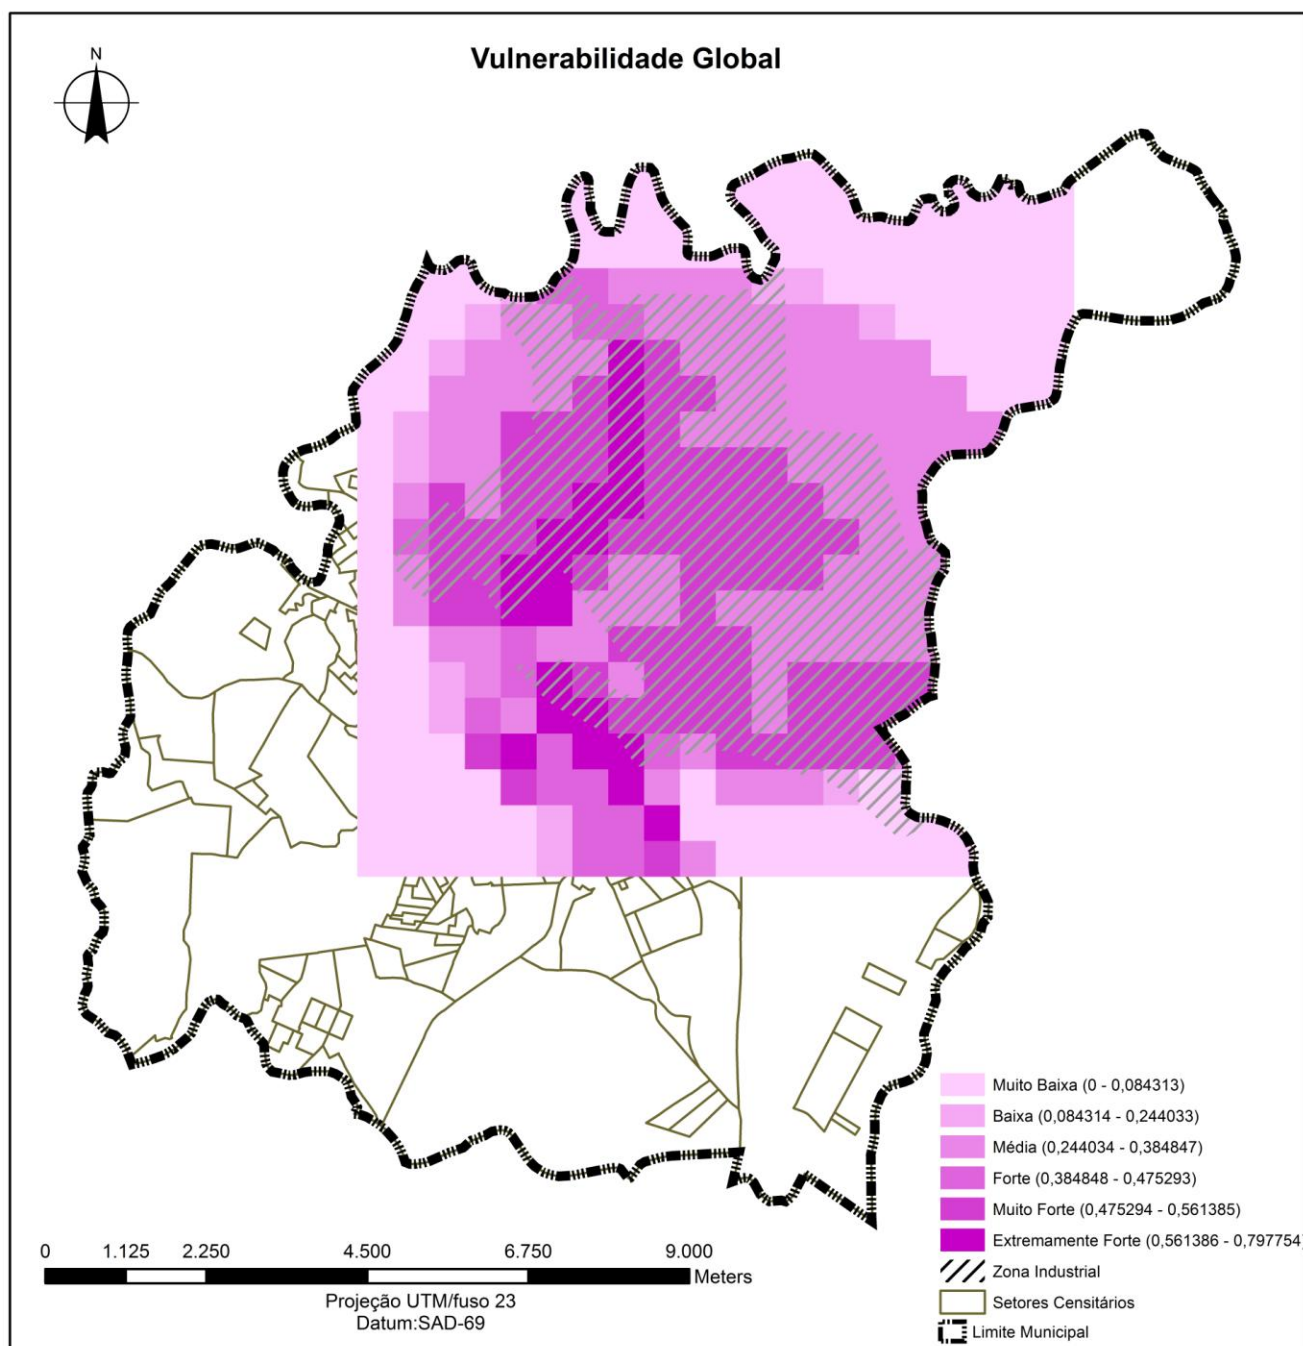 Vulnerabilidade Global
N
Muito Baixa (0 - 0,084313)
Baixa (0,084314 - 0,244033)
Média (0,244034 - 0,384847)
Forte (0,384848 - 0,475293)
Muito Forte (0,475294 - 0,561385)
Extremamente Forte (0,561386 - 0,797754)
Zona Industrial
Setores Censitários
Limite Municipal
0 1.125 2.250 4.500 6.750 9.000
Meters
Projeção UTM/fuso 23
Datum:SAD-69